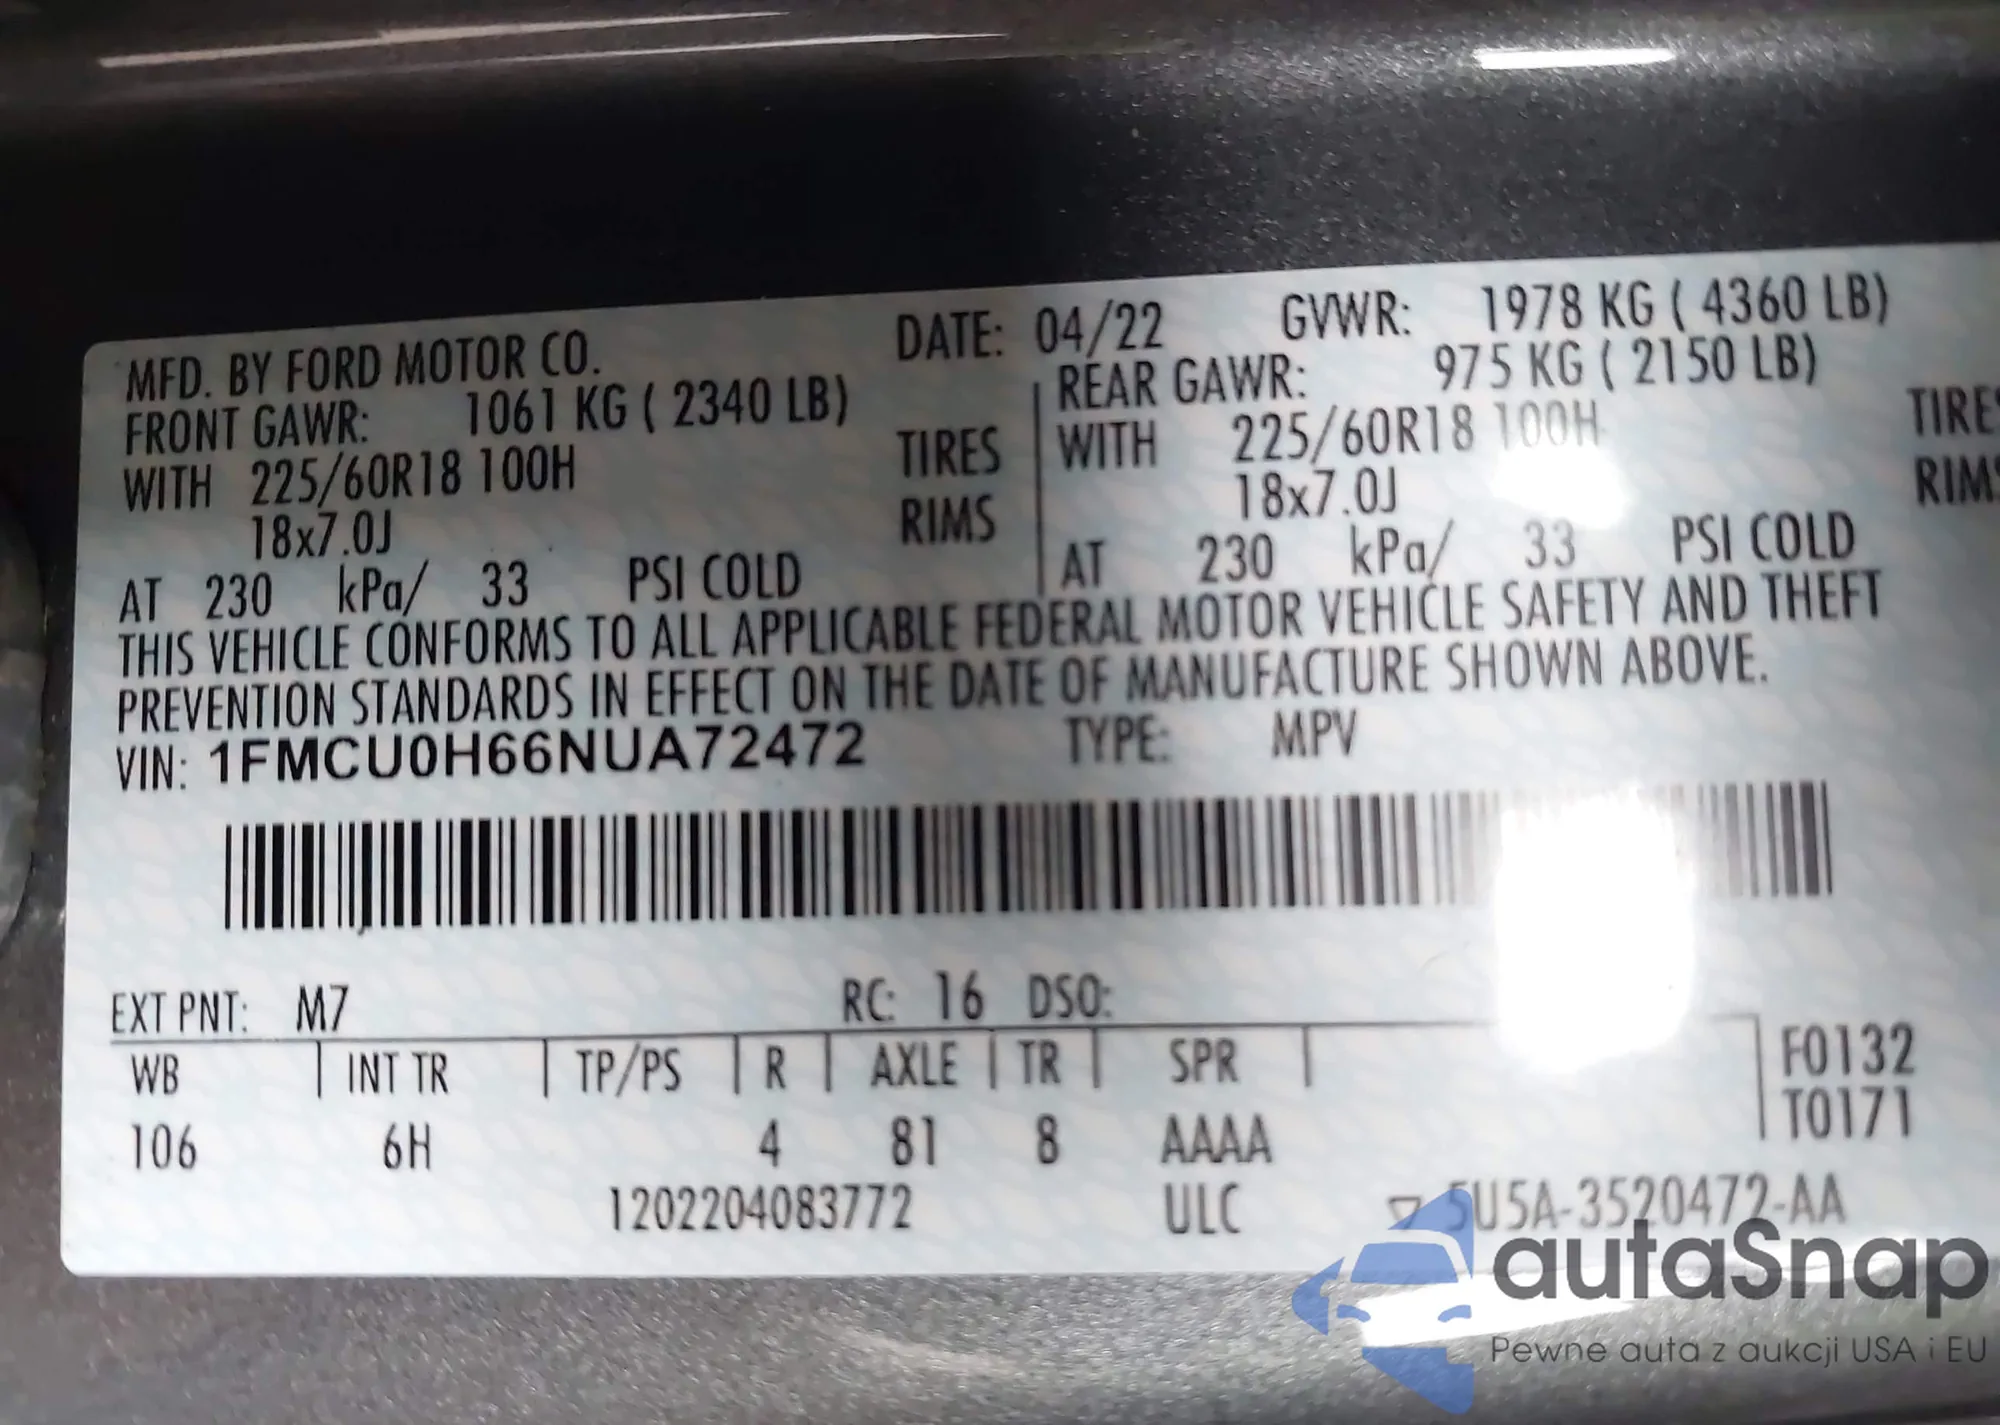 MFD. BY FORD MOTOR CO. DATE: 04/22 GVWR: 1978 KG ( 4360 LB)
FRONT GAWR: 1061 KG ( 2340 LB) REAR GAWR: 975 KG ( 2150 LB)
WITH 225/60R18 100H TIRES WITH 225/60R18 100H TIRES
18x7.0J RIMS 18x7.0J RIMS
AT 230 kPa/ 33 PSI COLD AT 230 kPa/ 33 PSI COLD
THIS VEHICLE CONFORMS TO ALL APPLICABLE FEDERAL MOTOR VEHICLE SAFETY AND THEFT
PREVENTION STANDARDS IN EFFECT ON THE DATE OF MANUFACTURE SHOWN ABOVE.
VIN: 1FMCU0H66NUA72472 TYPE: MPV
EXT PNT: M7 RC: 16 DSO:
WB INT TR TP/PS R AXLE TR SPR F0132
T0171
106 6H 4 81 8 AAAA
1202204083772 ULC 5U5A-3520472-AA
autaSnap
Pewne auta z aukcji USA i EU